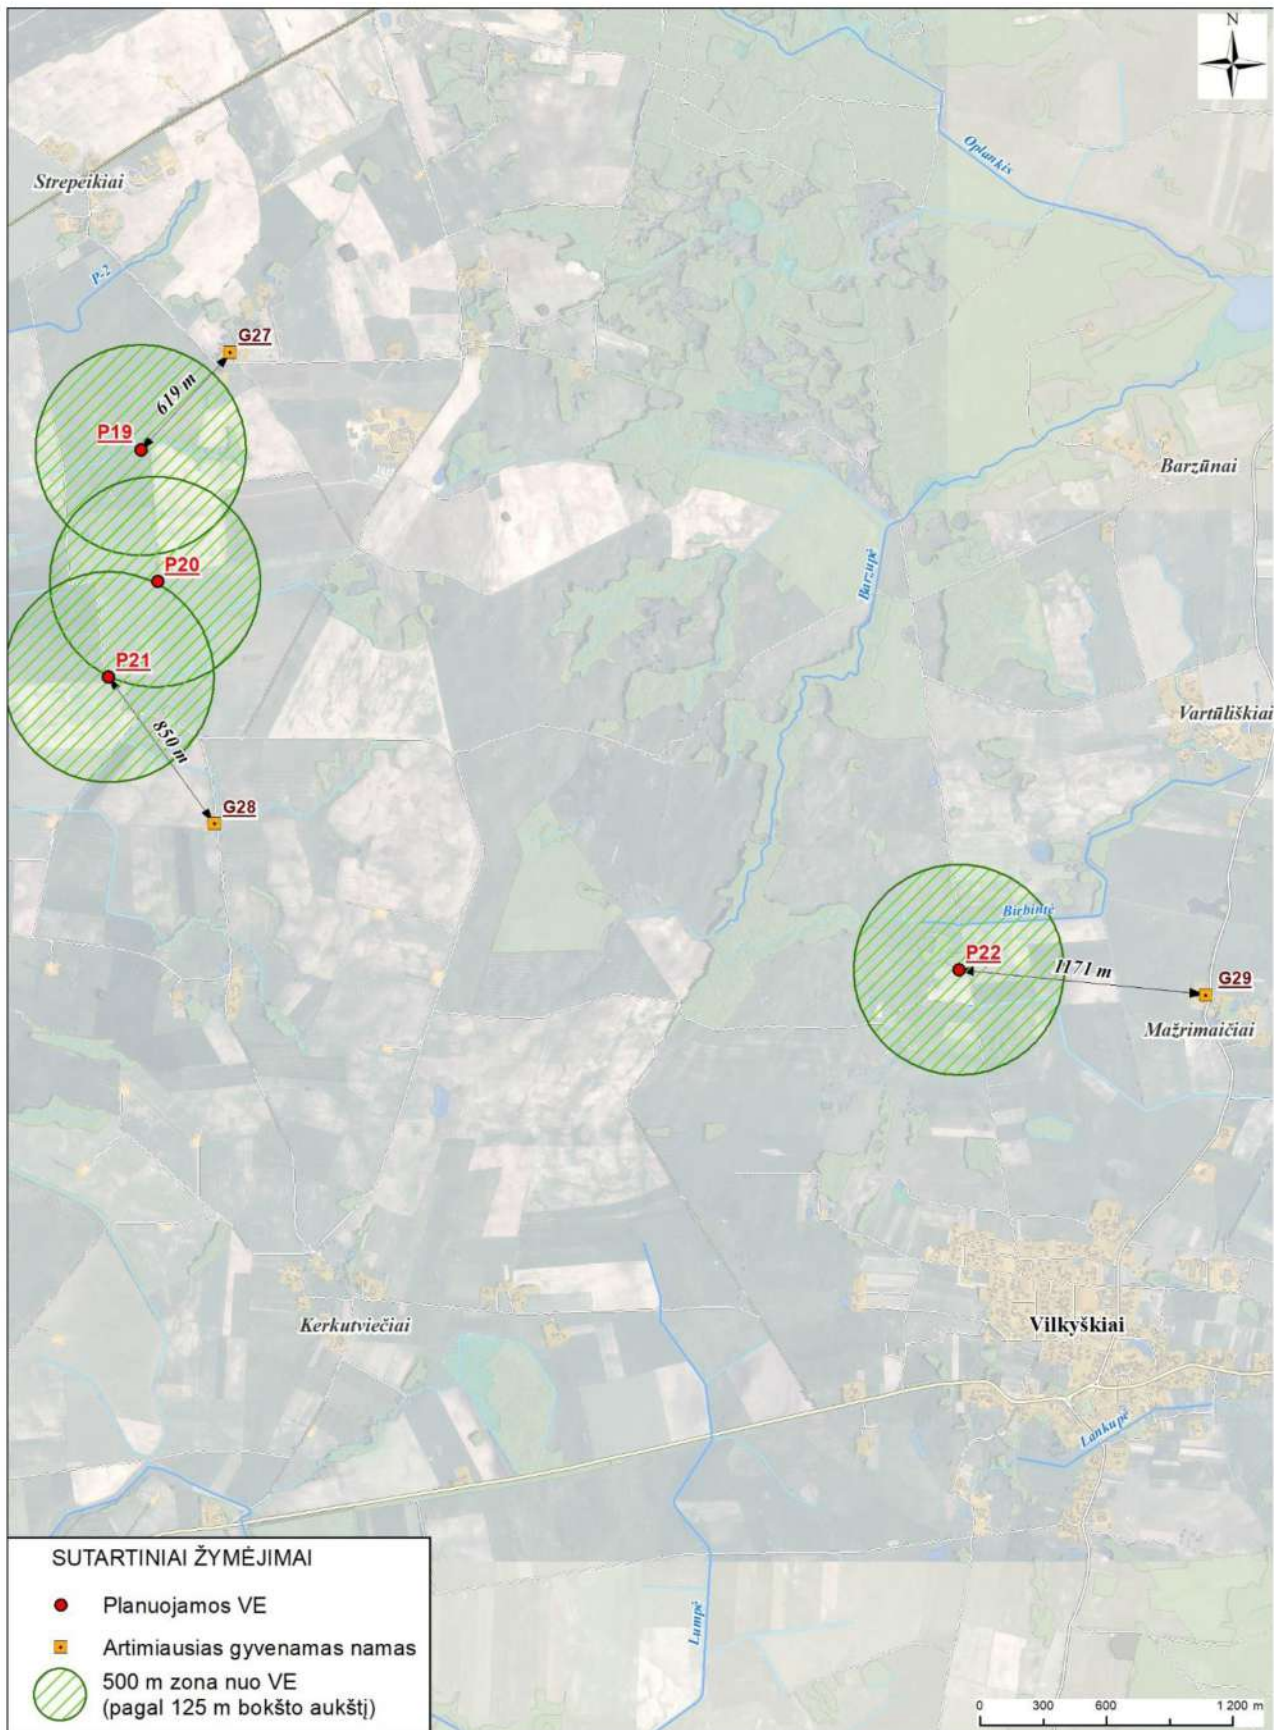 N
Oplankis
Strepeikiai
P-2
G27
619 m
P19
Barzūnai
P20
Barzupė
P21
Vartūliškiai
850 m
G28
Birbintė
P22
1171 m
G29
Mažrimaičiai
Kerkutviečiai
Vilkyškiai
Lankupė
Lumpė
SUTARTINIAI ŽYMĖJIMAI
Planuojamos VE
Artimiausias gyvenamas namas
500 m zona nuo VE
(pagal 125 m bokšto aukštį)
0 300 600 1 200 m